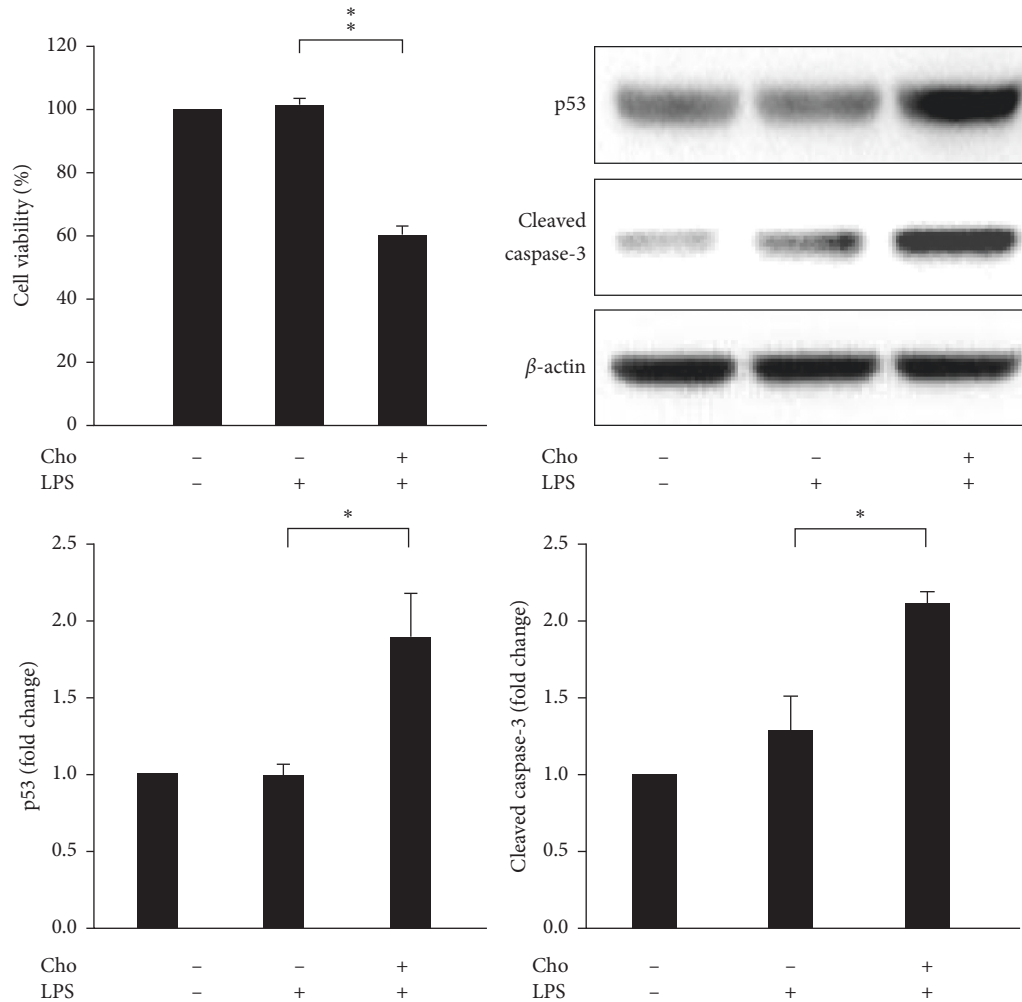 *
*
120
100
80
60
40
20
0
Cell viability (%)
Cho – – +
LPS – + +
p53
Cleaved
caspase-3
β-actin
Cho – – +
LPS – + +
*
2.5
2.0
1.5
1.0
0.5
0.0
p53 (fold change)
Cho – – +
LPS – + +
*
2.5
2.0
1.5
1.0
0.5
0.0
Cleaved caspase-3 (fold change)
Cho – – +
LPS – + +